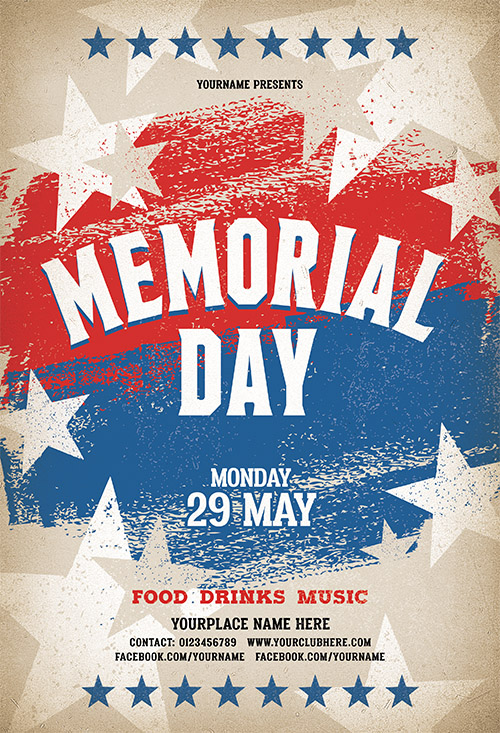 YOURNAME PRESENTS
MEMORIAL
DAY
MONDAY
29 MAY
FOOD DRINKS MUSIC
YOURPLACE NAME HERE
CONTACT: 0123456789 WWW.YOURCLUBHERE.COM
FACEBOOK.COM/YOURNAME FACEBOOK.COM/YOURNAME